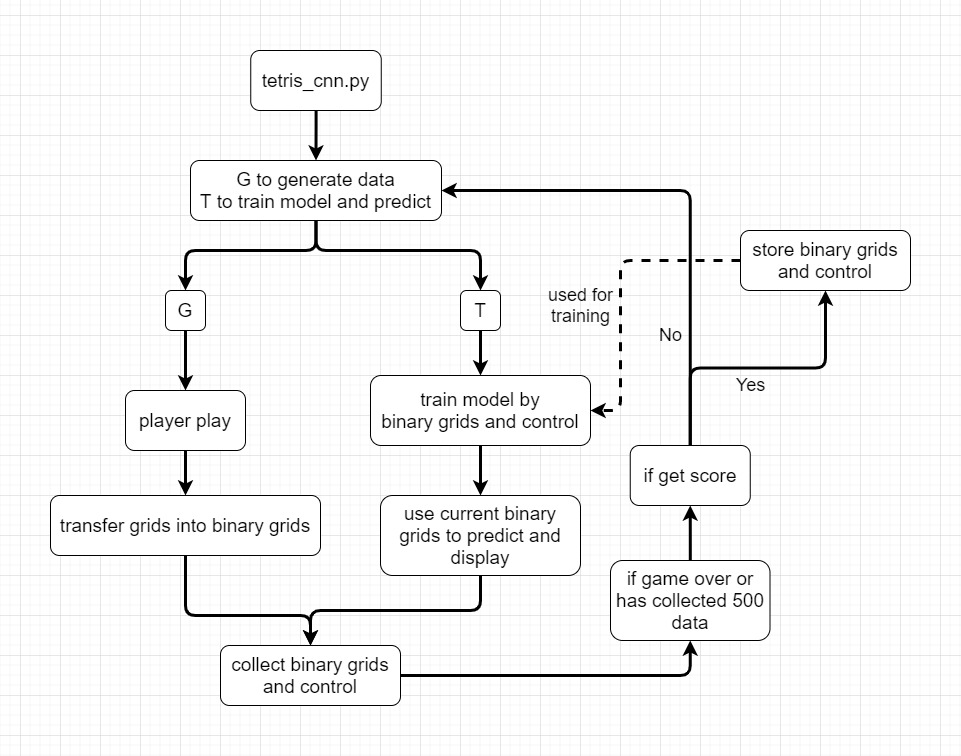 tetris_cnn.py
G to generate data
T to train model and predict
store binary grids
and control
G
T
used for
training
No
Yes
player play
train model by
binary grids and control
if get score
transfer grids into binary grids
use current binary
grids to predict and
display
if game over or
has collected 500
data
collect binary grids
and control